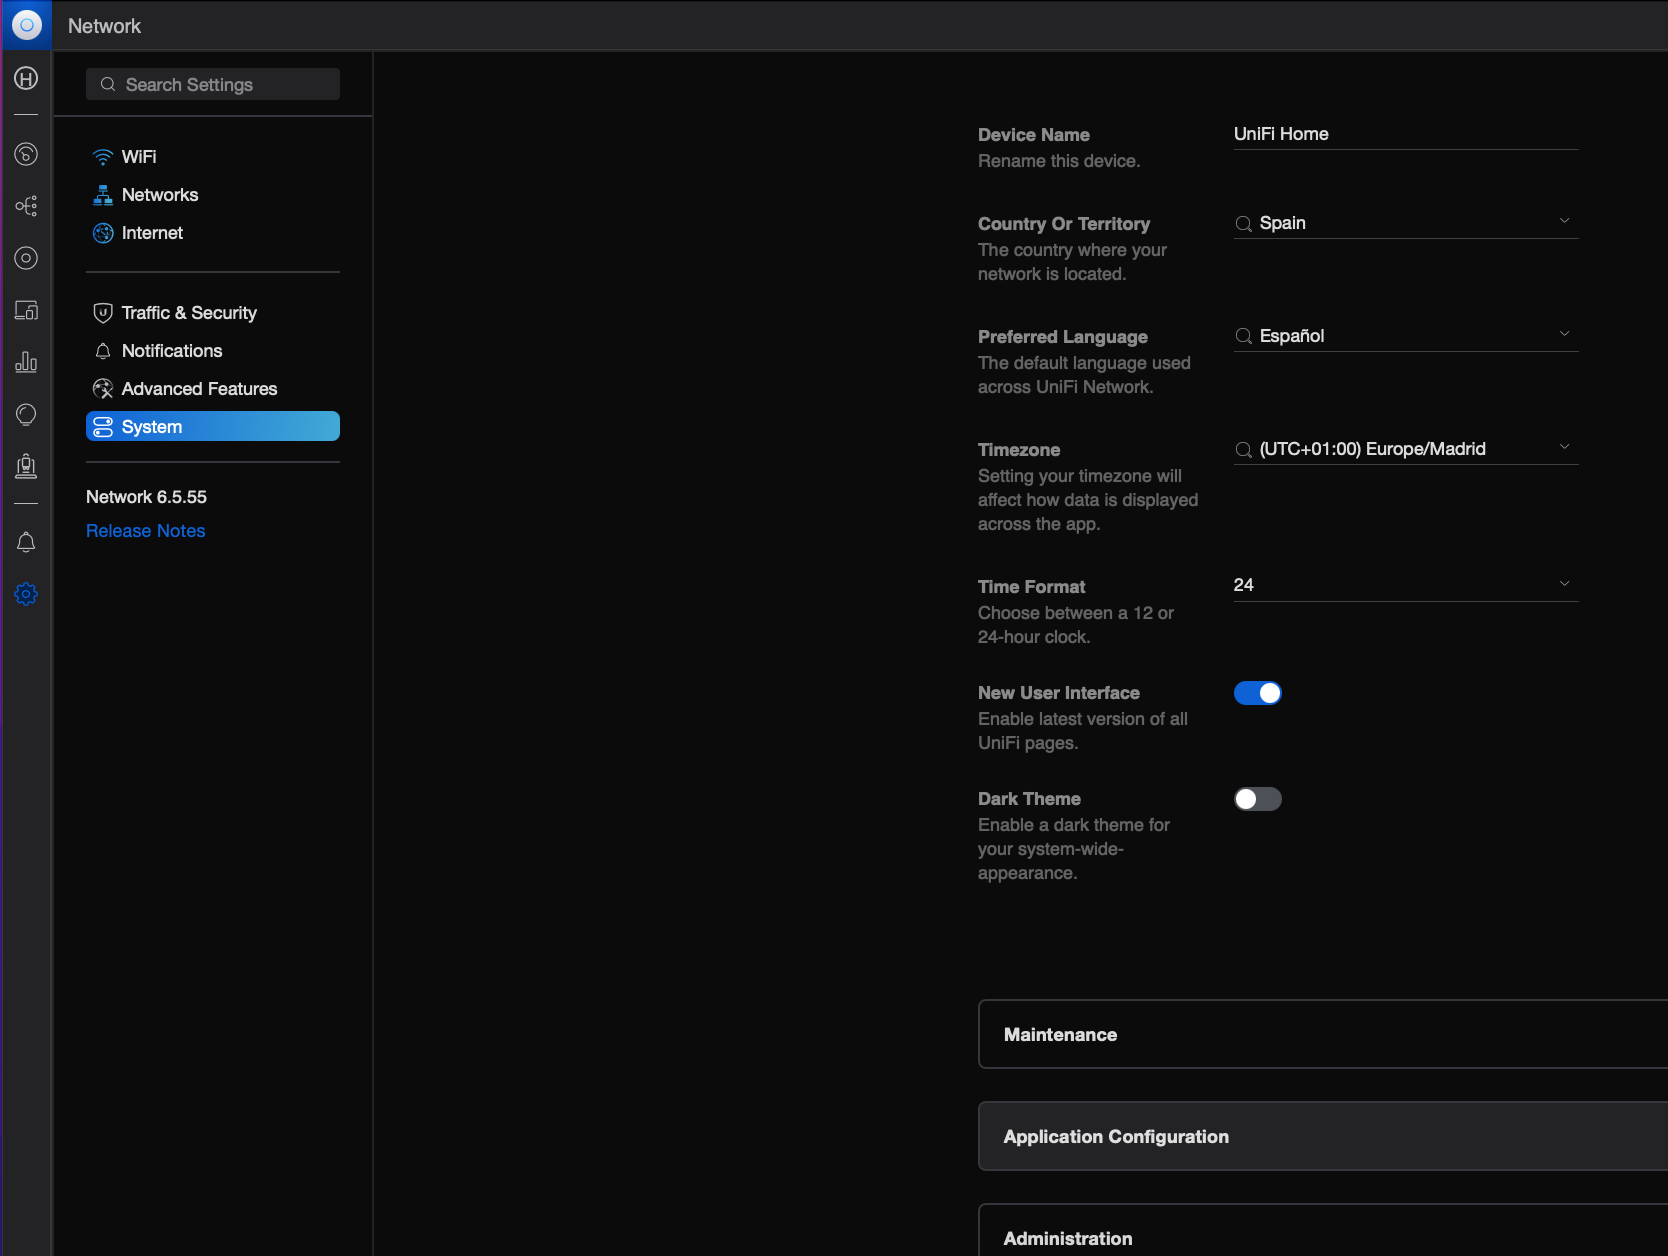 Network
Search Settings
WiFi
Networks
Internet
Traffic & Security
Notifications
Advanced Features
System
Network 6.5.55
Release Notes
Device Name
Rename this device.
UniFi Home
Country Or Territory
The country where your
network is located.
Spain
Preferred Language
The default language used
across UniFi Network.
Español
Timezone
Setting your timezone will
affect how data is displayed
across the app.
(UTC+01:00) Europe/Madrid
Time Format
Choose between a 12 or
24-hour clock.
24
New User Interface
Enable latest version of all
UniFi pages.
Dark Theme
Enable a dark theme for
your system-wide-
appearance.
Maintenance
Application Configuration
Administration